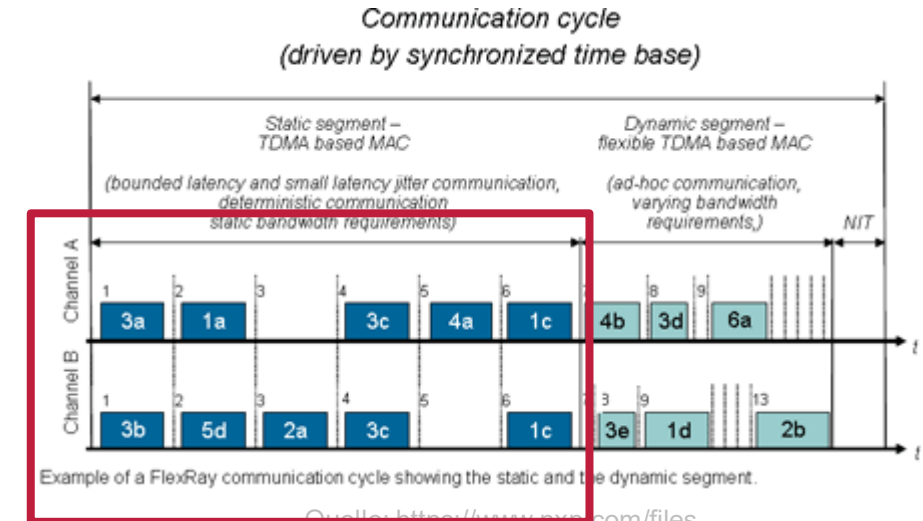 Communication cycle
(driven by synchronized time base)
Static segment –
TDMA based MAC
(bounded latency and small latency jitter communication,
deterministic communication
static bandwidth requirements)
Dynamic segment –
flexible TDMA based MAC
(ad-hoc communication,
varying bandwidth
requirements,)
NIT
Channel A
1 2 3 4 5 6 8 9
3a 1a 3c 4a 1c 4b 3d 6a
t
Channel B
1 2 3 4 5 6 9 13
3b 5d 2a 3c 1c 3e 1d 2b
t
Example of a FlexRay communication cycle showing the static and the dynamic segment.